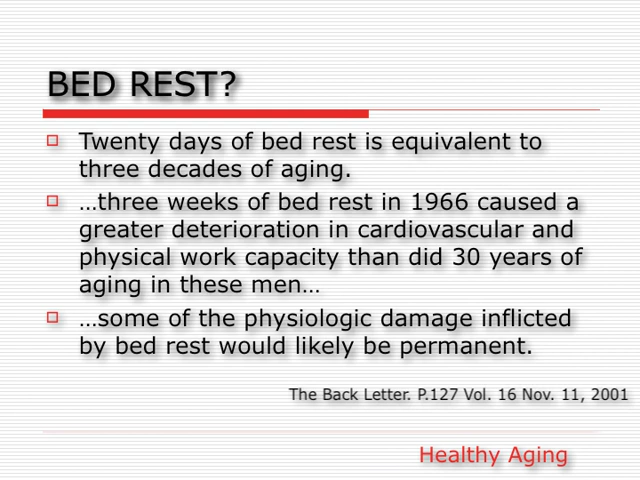 BED REST?
Twenty days of bed rest is equivalent to
three decades of aging.
…three weeks of bed rest in 1966 caused a
greater deterioration in cardiovascular and
physical work capacity than did 30 years of
aging in these men…
…some of the physiologic damage inflicted
by bed rest would likely be permanent.
The Back Letter. P.127 Vol. 16 Nov. 11, 2001
Healthy Aging